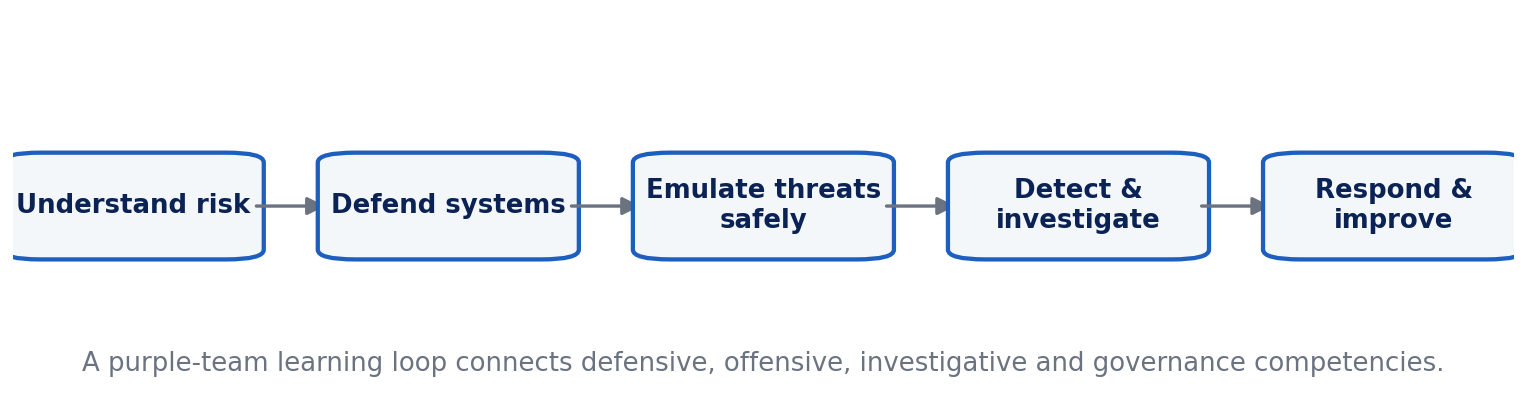 Understand risk
Defend systems
Emulate threats
safely
Detect &
investigate
Respond &
improve
A purple-team learning loop connects defensive, offensive, investigative and governance competencies.